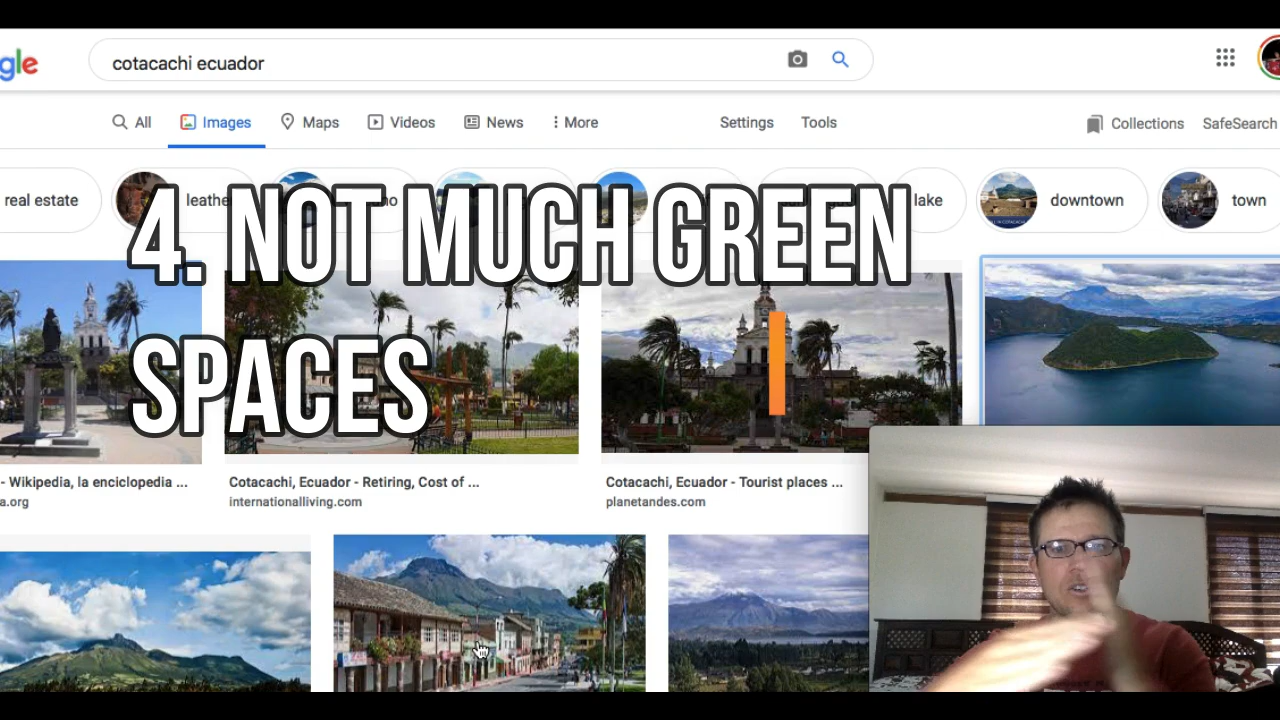 gle
cotacachi ecuador
All
Images
Maps
Videos
News
More
Settings
Tools
Collections
SafeSearch
real estate
leathe
lake
downtown
town
4. NOT MUCH GREEN
SPACES
- Wikipedia, la enciclopedia ...
a.org
Cotacachi, Ecuador - Retiring, Cost of ...
internationalliving.com
Cotacachi, Ecuador - Tourist places ...
planetandes.com